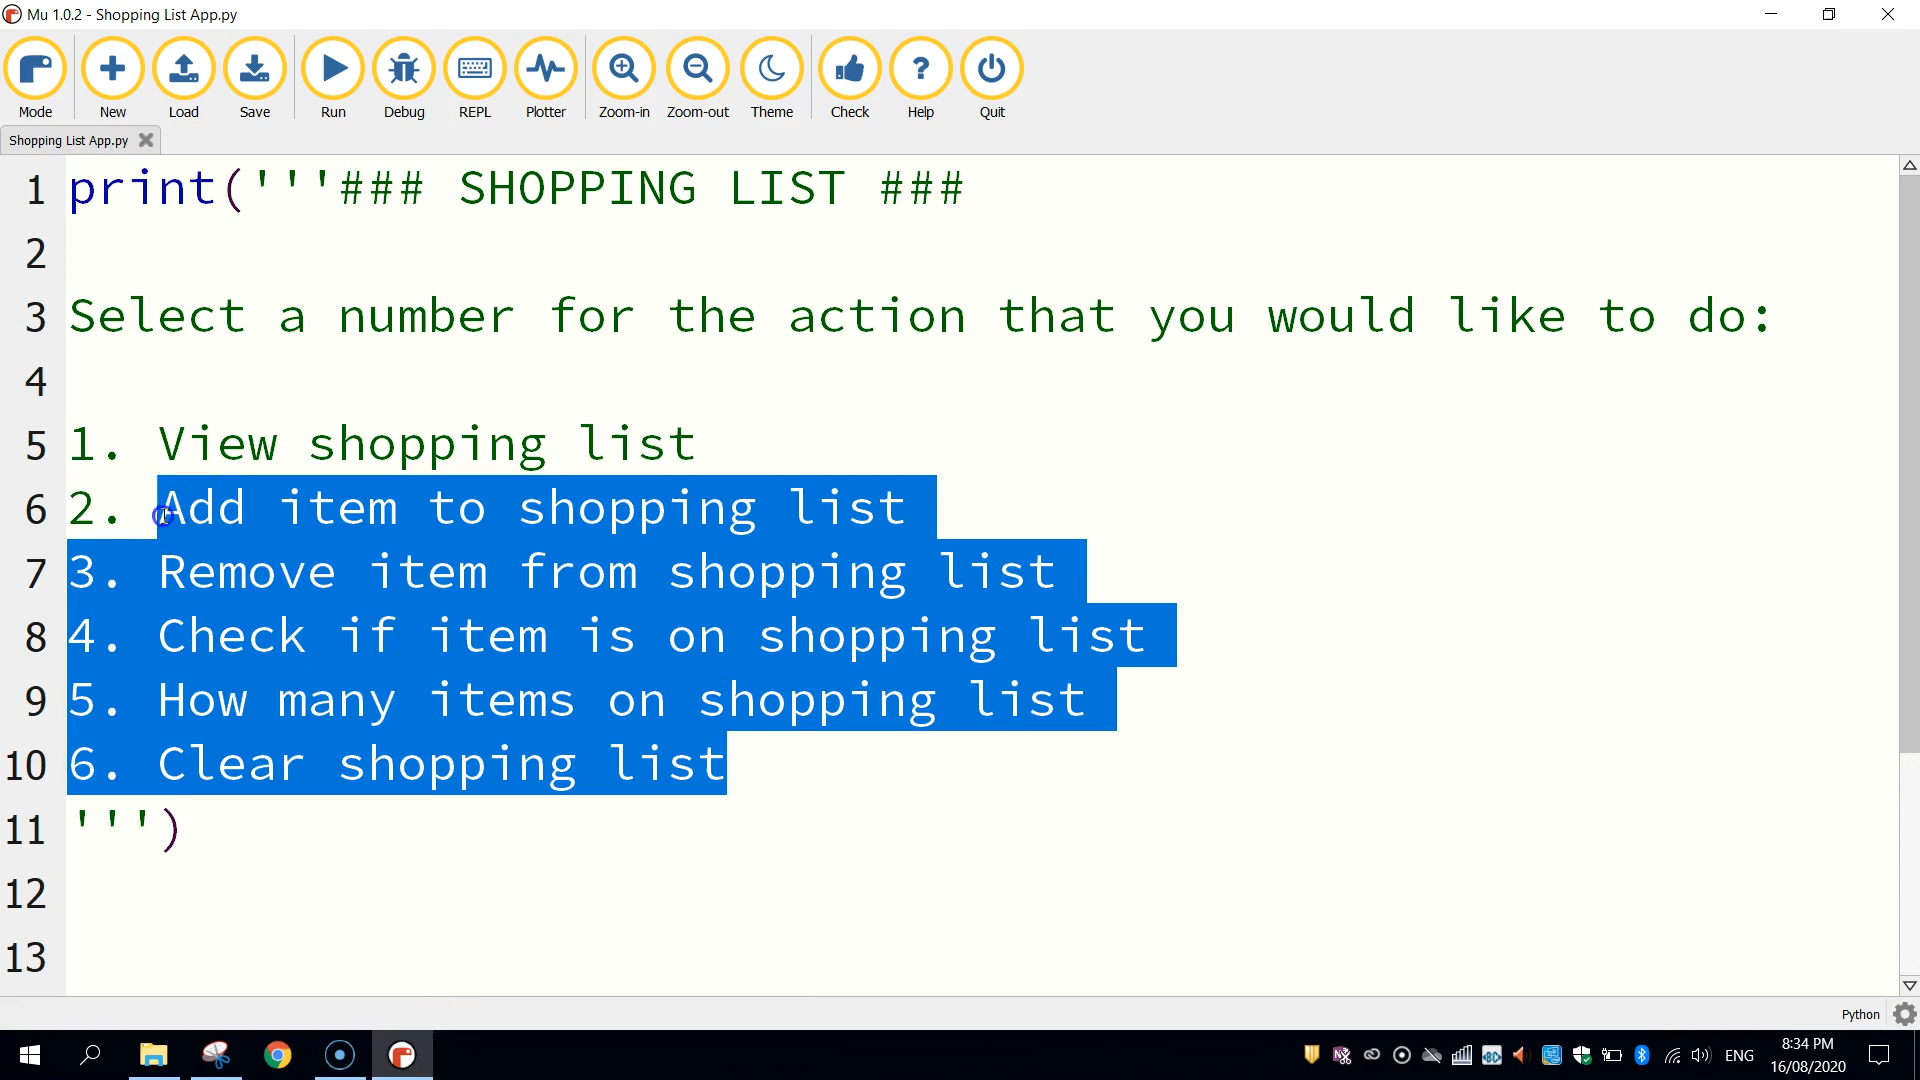 Mu 1.0.2 - Shopping List App.py
Mode New Load Save Run Debug REPL Plotter Zoom-in Zoom-out Theme Check Help Quit
Shopping List App.py
1 print('''### SHOPPING LIST ###
2
3 Select a number for the action that you would like to do:
4
5 1. View shopping list
6 2. Add item to shopping list
7 3. Remove item from shopping list
8 4. Check if item is on shopping list
9 5. How many items on shopping list
10 6. Clear shopping list
11 ''')
12
13
Python
ENG
8:34 PM
16/08/2020